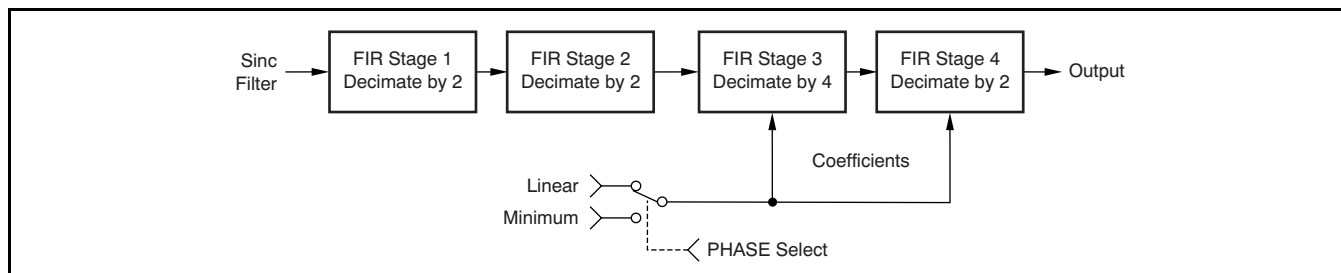 Sinc
Filter
FIR Stage 1
Decimate by 2
FIR Stage 2
Decimate by 2
FIR Stage 3
Decimate by 4
FIR Stage 4
Decimate by 2
Output
Coefficients
Linear
Minimum
PHASE Select